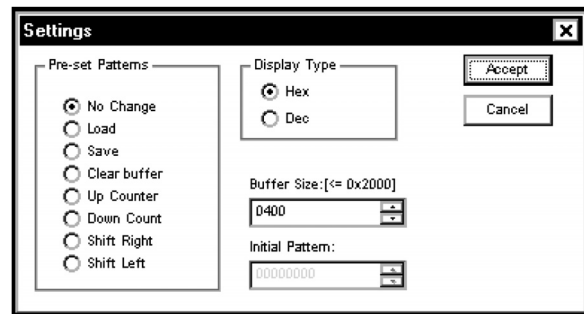 Settings
Pre-set Patterns
No Change
Load
Save
Clear buffer
Up Counter
Down Count
Shift Right
Shift Left
Display Type
Hex
Dec
Buffer Size:[<= 0x2000]
0400
Initial Pattern:
00000000
Accept
Cancel